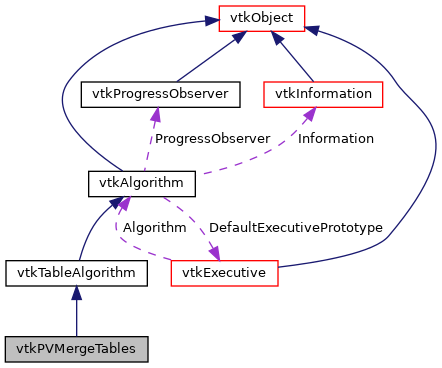 vtkObject
vtkProgressObserver
vtkInformation
ProgressObserver
Information
vtkAlgorithm
Algorithm
DefaultExecutivePrototype
vtkTableAlgorithm
vtkExecutive
vtkPVMergeTables